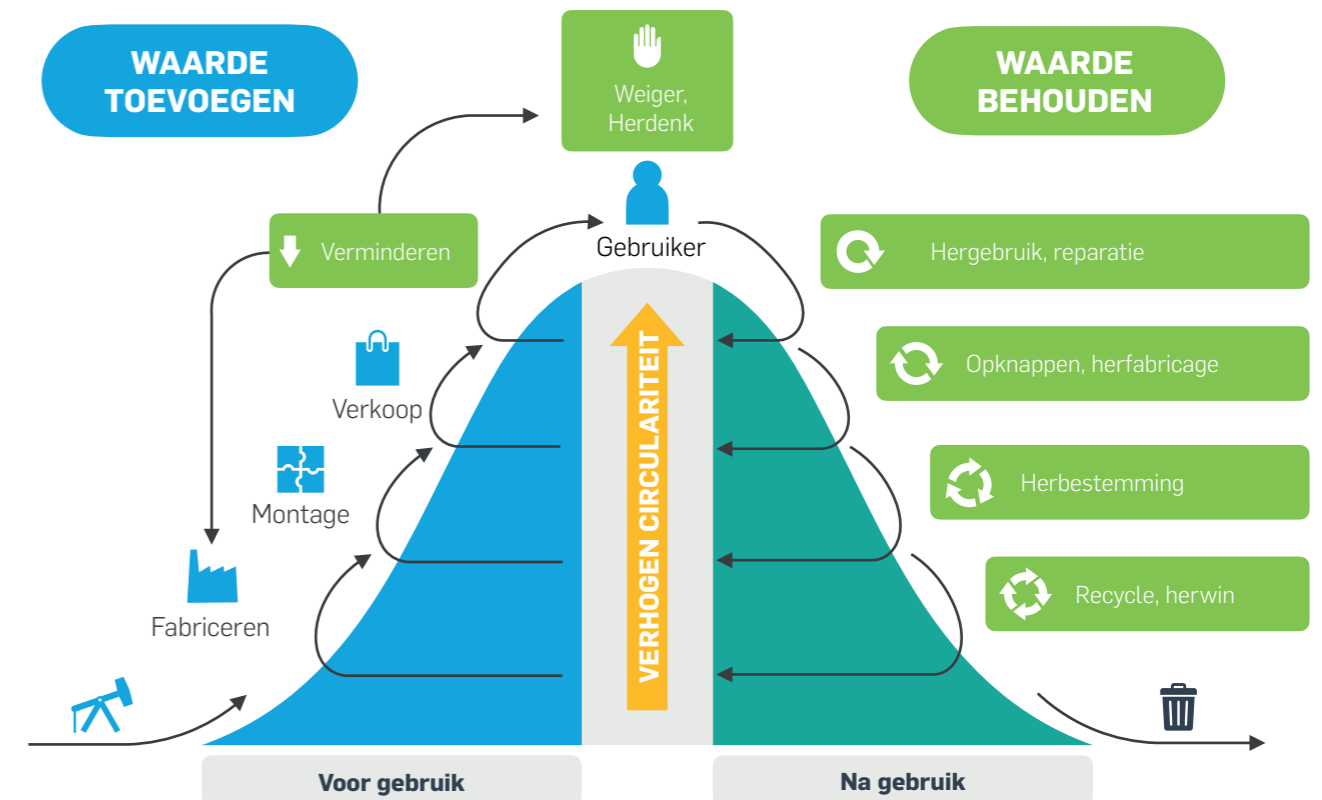 WAARDE
TOEVOEGEN
Weiger,
Herdenk
WAARDE
BEHOUDEN
Verminderen
Gebruiker
Hergebruik, reparatie
Verkoop
Opknappen, herfabricage
Montage
Herbestemming
Fabriceren
Recycle, herwin
VERHOGEN CIRCULARITEIT
Voor gebruik
Na gebruik